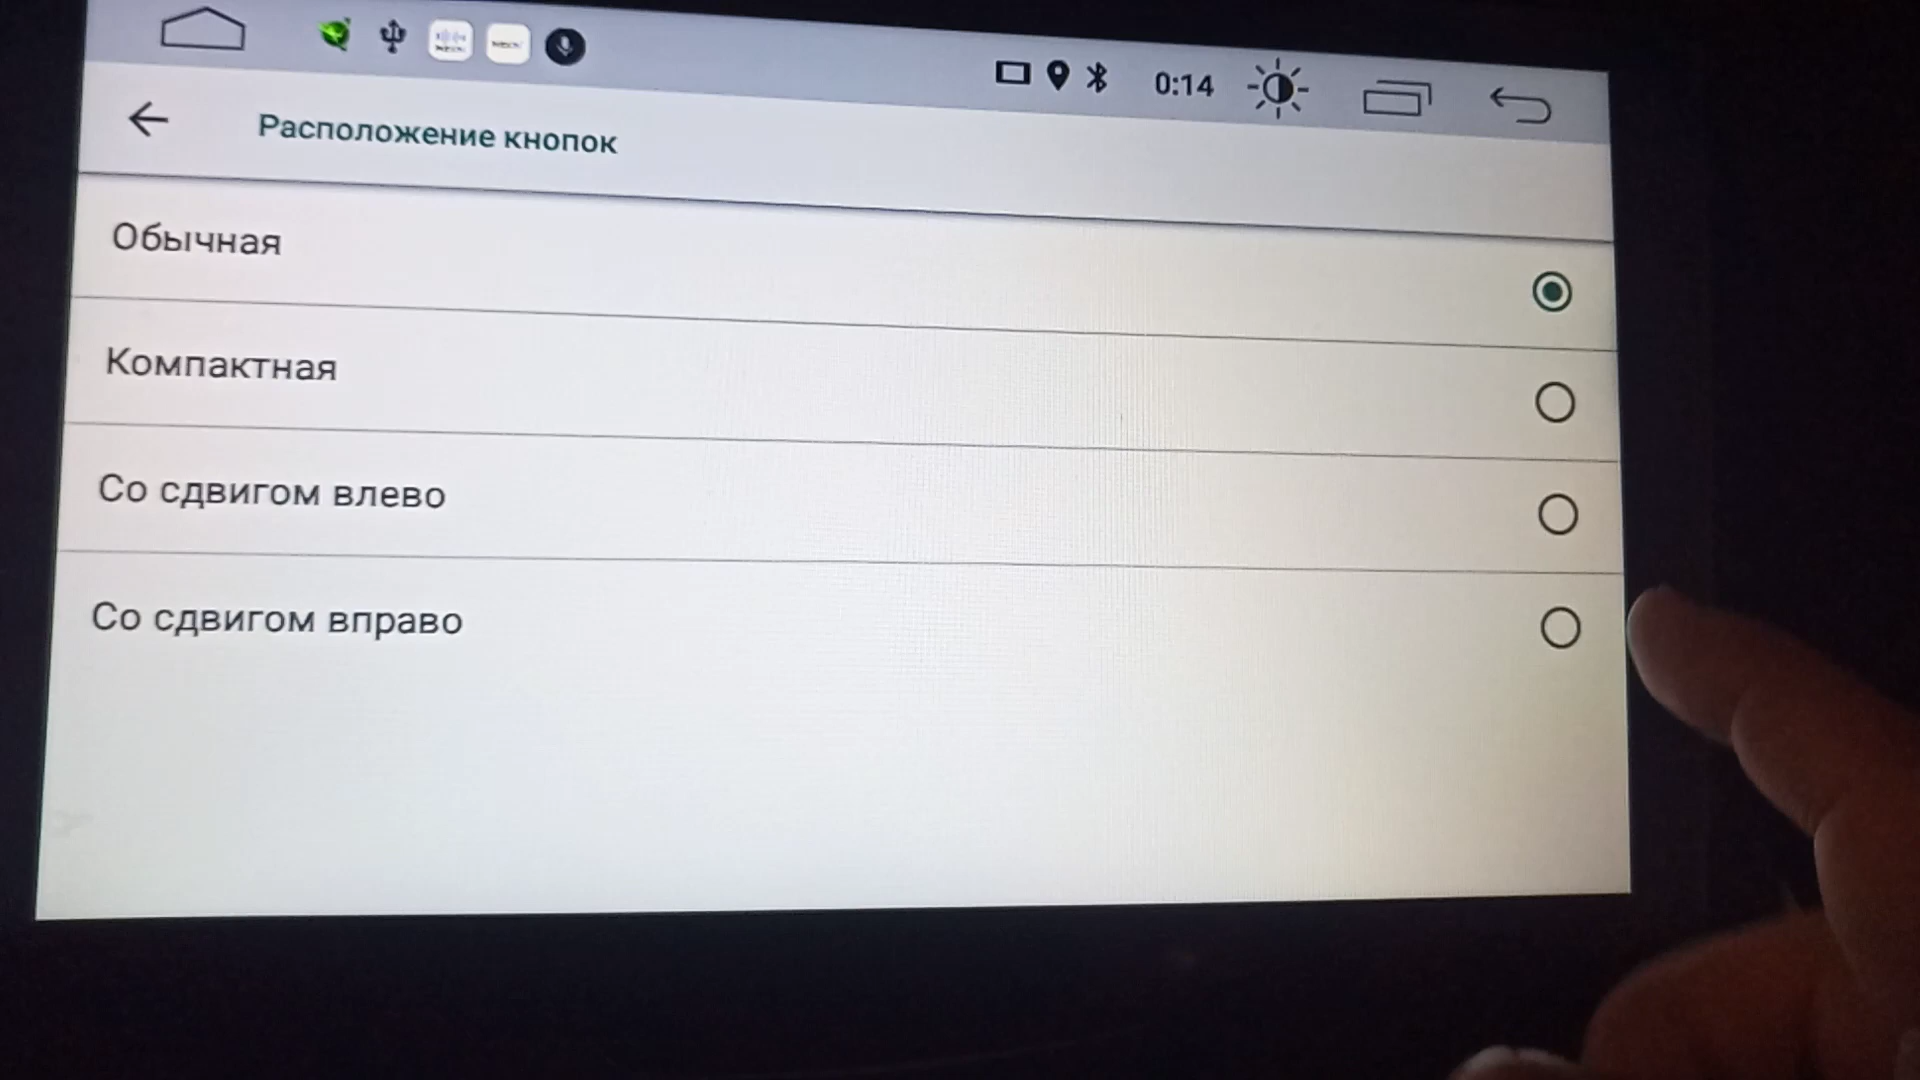 0:14
Расположение кнопок
Обычная
Компактная
Со сдвигом влево
Со сдвигом вправо